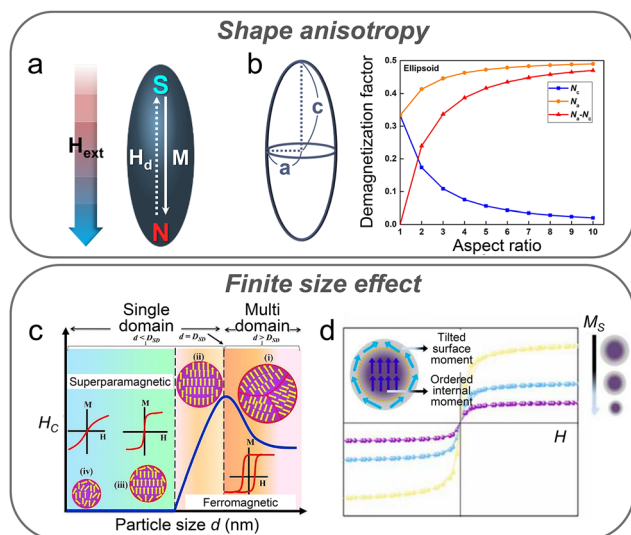 Shape anisotropy
a
H_ext
S
H_d
M
N
b
c
a
Ellipsoid
N_c
N_a
N_a-N_c
Demagnetization factor
0.5
0.4
0.3
0.2
0.1
0.0
1 2 3 4 5 6 7 8 9 10
Aspect ratio
Finite size effect
c
Single domain
d < D_SD
d = D_SD
Multi domain
d > D_SD
(ii)
(i)
Superparamagnetic
M
H
M
H
(iv)
(iii)
M
H
Ferromagnetic
H_C
Particle size d (nm)
d
Tilted
surface
moment
Ordered
internal
moment
H
M_S